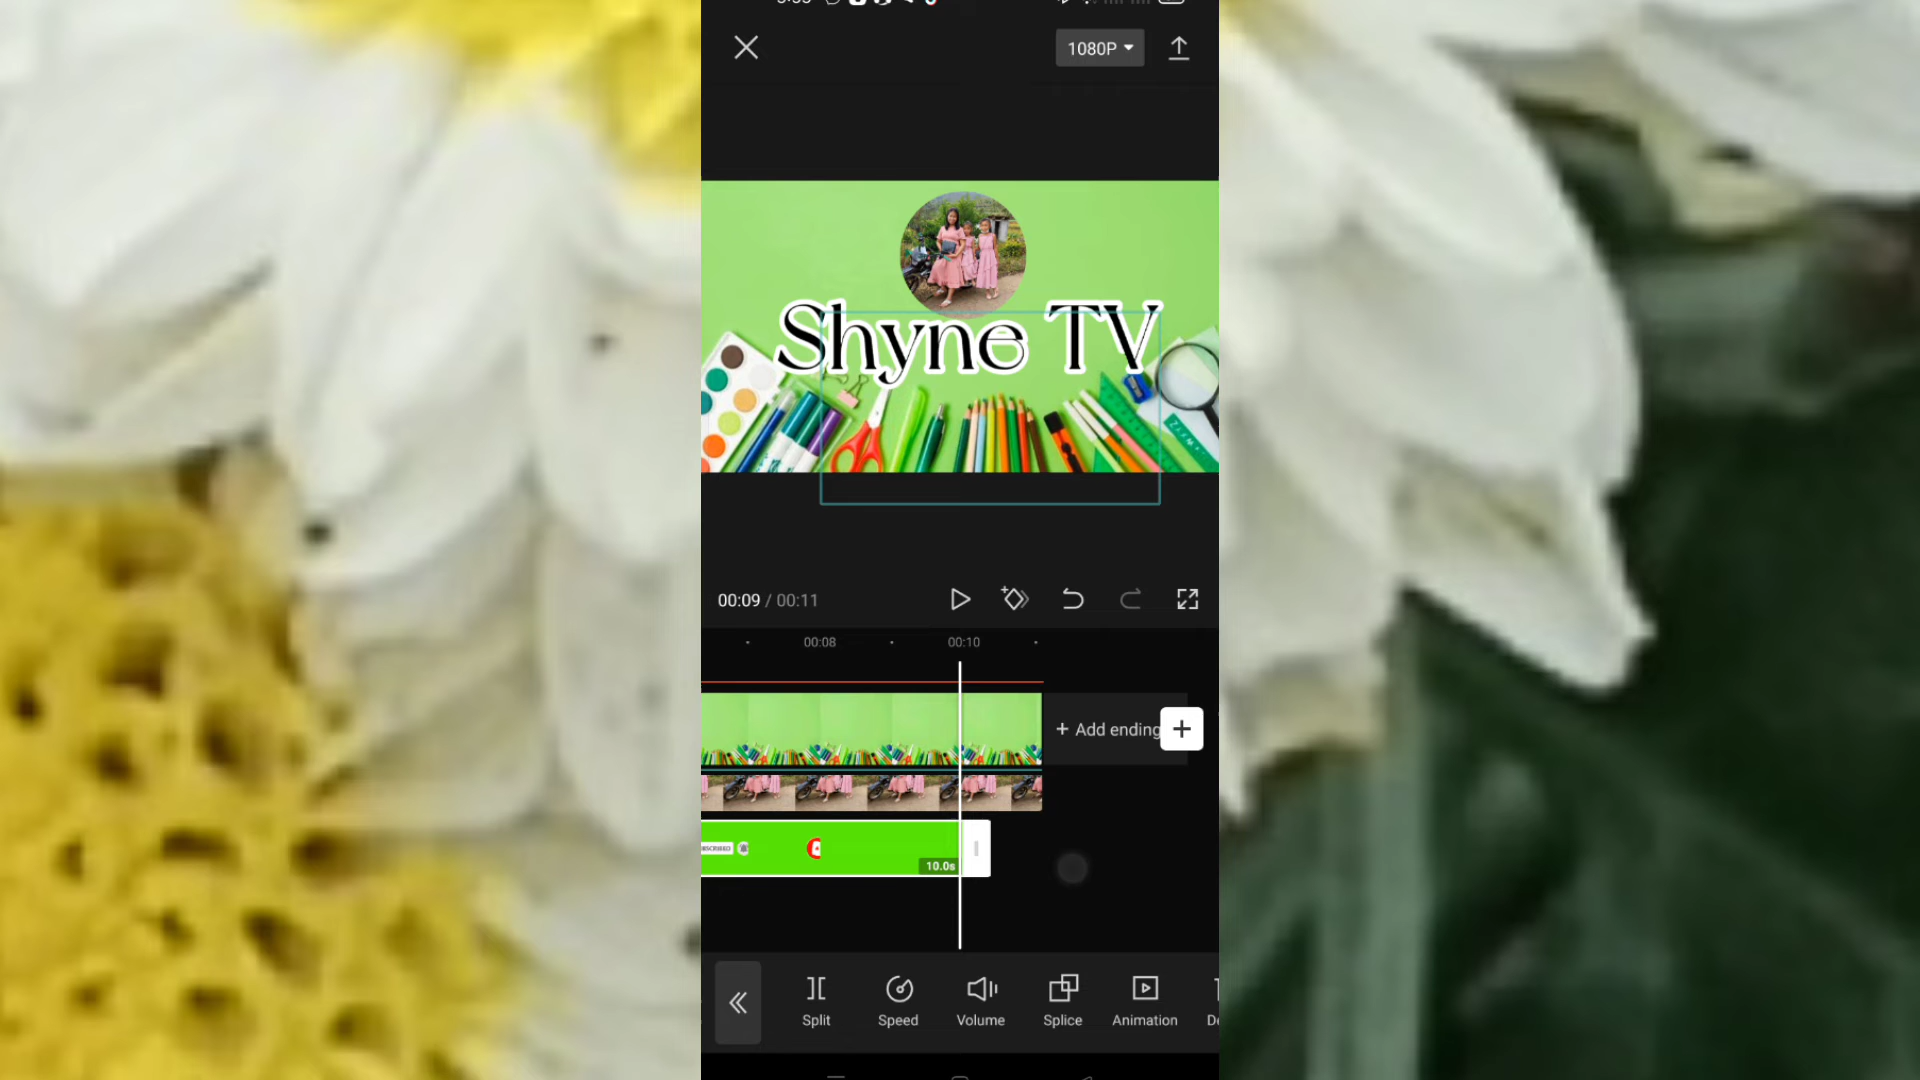 1080P
Shyne TV
00:09 / 00:11
00:08
00:10
+ Add ending
10.0s
Split
Speed
Volume
Splice
Animation